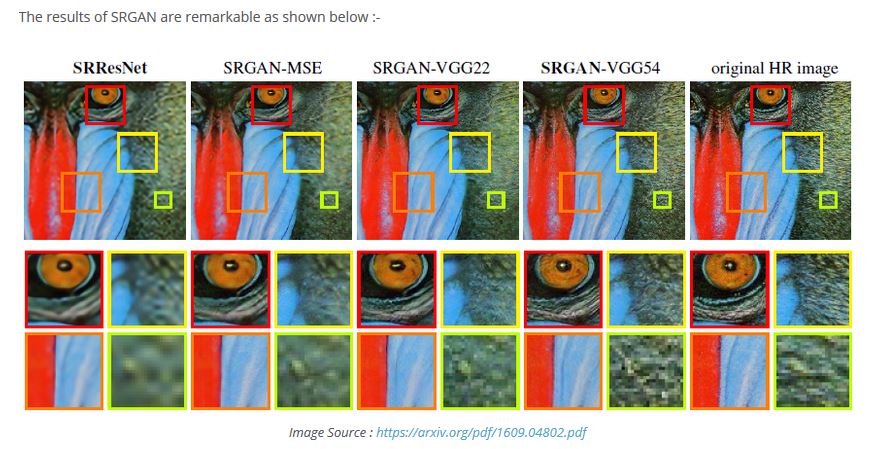 The results of SRGAN are remarkable as shown below :-
SRResNet SRGAN-MSE SRGAN-VGG22 SRGAN-VGG54 original HR image
Image Source : https://arxiv.org/pdf/1609.04802.pdf